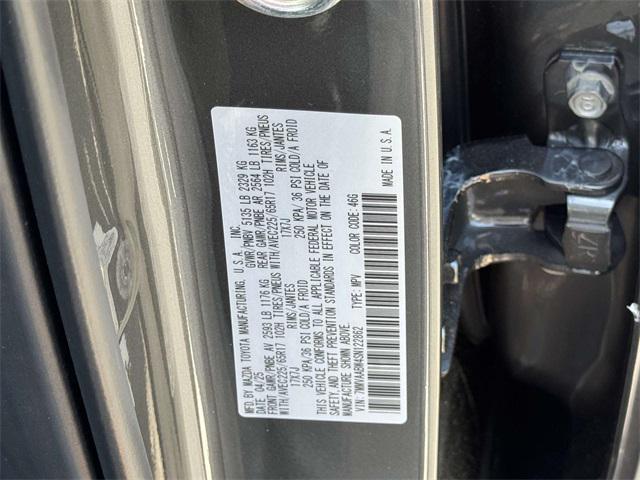 MFD. BY MAZDA TOYOTA MANUFACTURING, U.S.A. INC.
DATE 04/25 GVWR/PNBV 5135 LB 2329 KG
FRONT GAWR/PNBE AV 2593 LB 1176 KG REAR GAWR/PNBE AR 2564 LB 1163 KG
WITH/AVEC225/65R17 102H TIRES/PNEUS WITH/AVEC225/65R17 102H TIRES/PNEUS
17X7J RIMS/JANTES 17X7J RIMS/JANTES
250 KPA/36 PSI COLD/A FROID 250 KPA/ 36 PSI COLD/A FROID
THIS VEHICLE CONFORMS TO ALL APPLICABLE FEDERAL MOTOR VEHICLE
SAFETY, AND THEFT PREVENTION STANDARDS IN EFFECT ON THE DATE OF
MANUFACTURE SHOWN ABOVE.
VIN: 7MMVAABW4SN122862 TYPE: MPV COLOR CODE:46G MADE IN U.S.A.